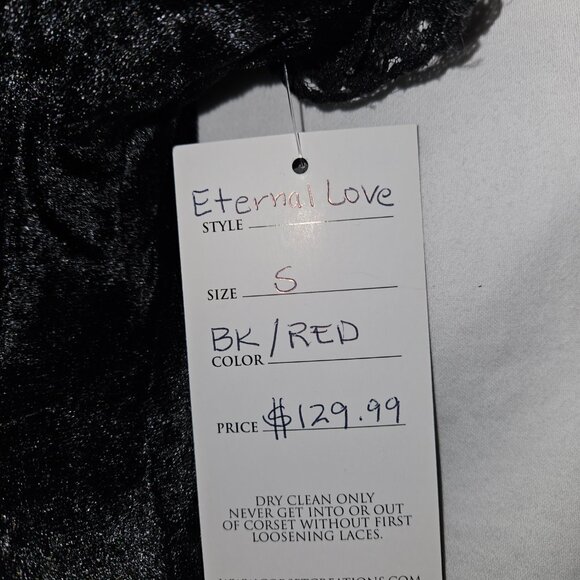 Eternal Love
STYLE
SIZE S
BK/RED
COLOR
PRICE $129.99
DRY CLEAN ONLY
NEVER GET INTO OR OUT
OF CORSET WITHOUT FIRST
LOOSENING LACES.